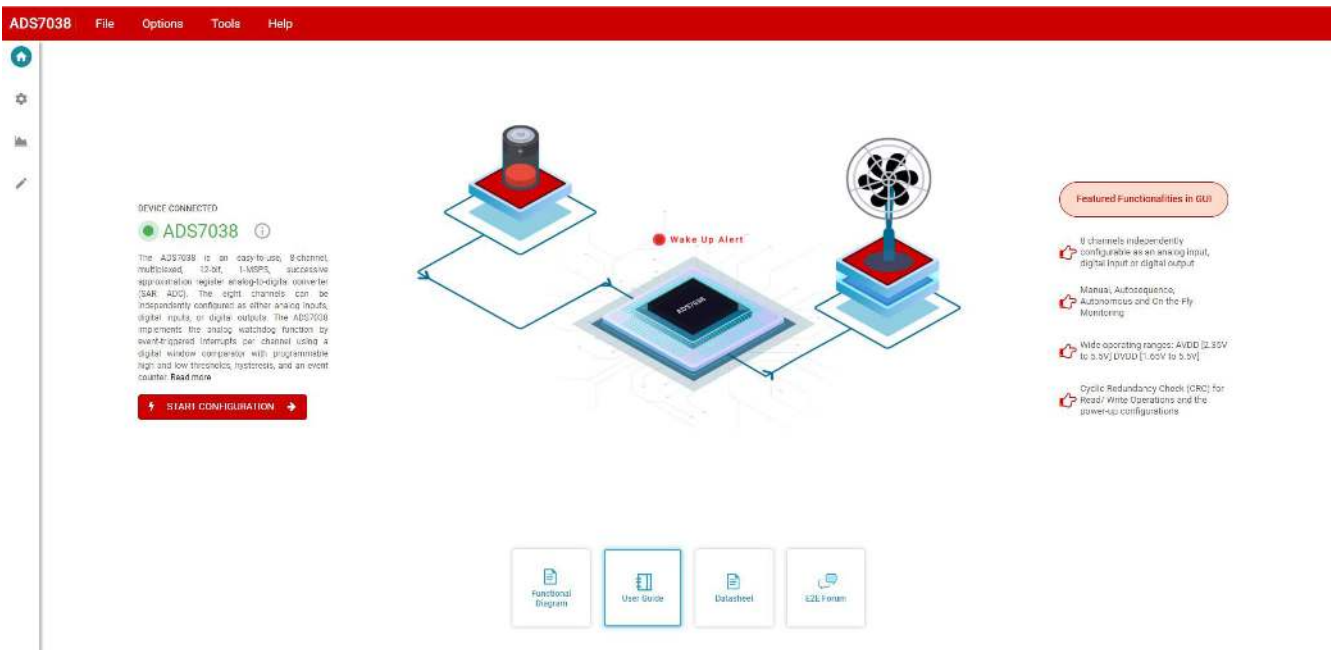 ADS7038 File Options Tools Help
DEVICE CONNECTED
ADS7038
The ADS7038 is an easy-to-use, 8-channel,
multiplexed, 12-bit, 1-MSPS, successive
approximation register analog-to-digital converter
(SAR ADC). The eight channels can be
independently configured as either analog inputs,
digital inputs, or digital outputs. The ADS7038
implements the analog watchdog function by
event-triggered interrupts per channel using a
digital window comparator with programmable
high and low thresholds, hysteresis, and an event
counter. Read more
START CONFIGURATION
Wake Up Alert
ADS7038
Featured Functionalities in GUI
8 channels independently
configurable as an analog input,
digital input or digital output
Manual, Autosequence,
Autonomous and On-the-Fly
Monitoring
Wide operating ranges: AVDD [2.35V
to 5.5V] DVDD [1.65V to 5.5V]
Cyclic Redundancy Check (CRC) for
Read/ Write Operations and the
power-up configurations
Functional
Diagram
User Guide
Datasheet
E2E Forum